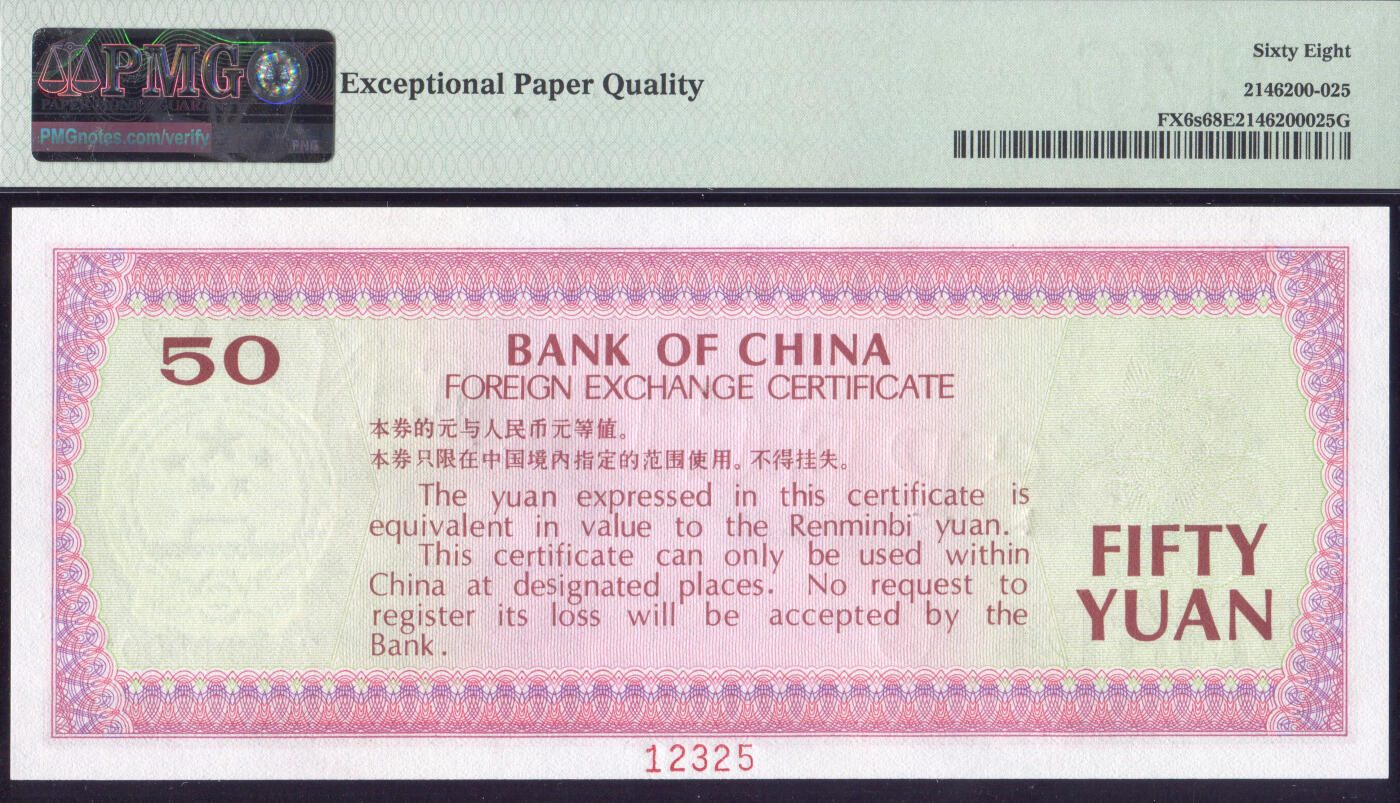 PMG
PAPER MONEY GUARANTY
PMGnotes.com/verify
PMG
Exceptional Paper Quality
Sixty Eight
2146200-025
FX6s68E2146200025G
50
BANK OF CHINA
FOREIGN EXCHANGE CERTIFICATE
本券的元与人民币元等值。
本券只限在中国境内指定的范围使用。不得挂失。
The yuan expressed in this certificate is
equivalent in value to the Renminbi yuan.
This certificate can only be used within
China at designated places. No request to
register its loss will be accepted by the
Bank.
FIFTY
YUAN
12325